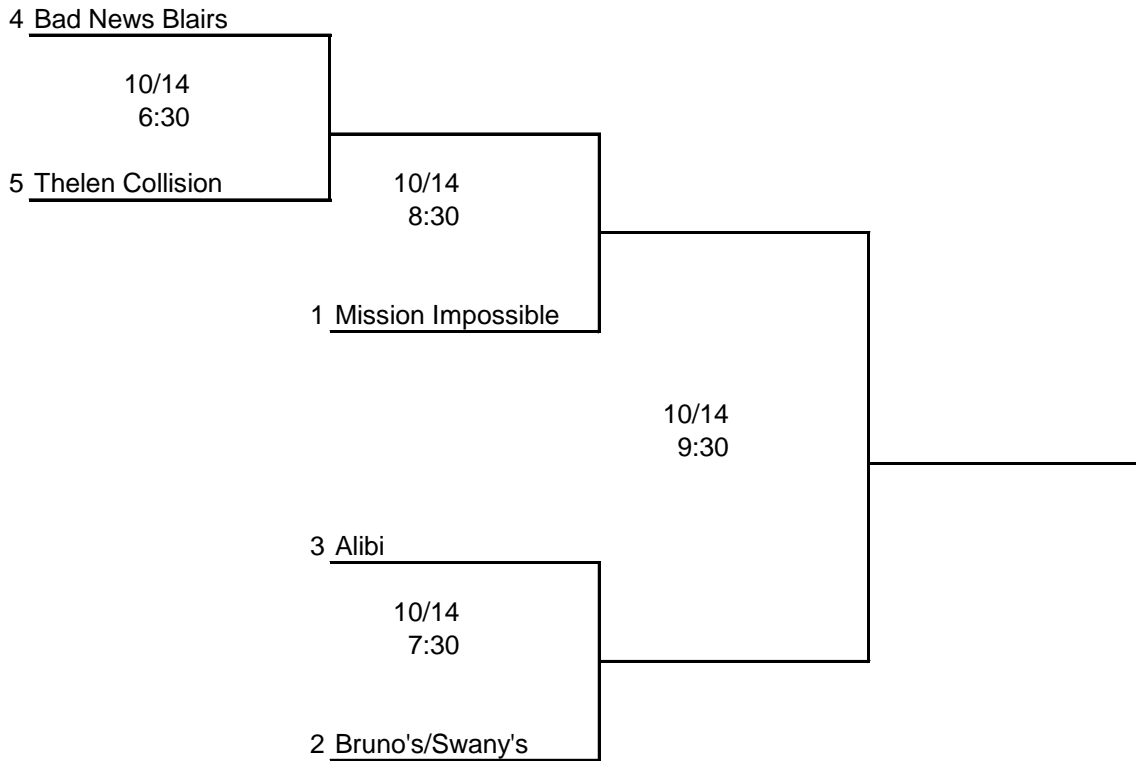 4 Bad News Blairs
10/14
6:30
5 Thelen Collision
10/14
8:30
1 Mission Impossible
10/14
9:30
3 Alibi
10/14
7:30
2 Bruno's/Swany's